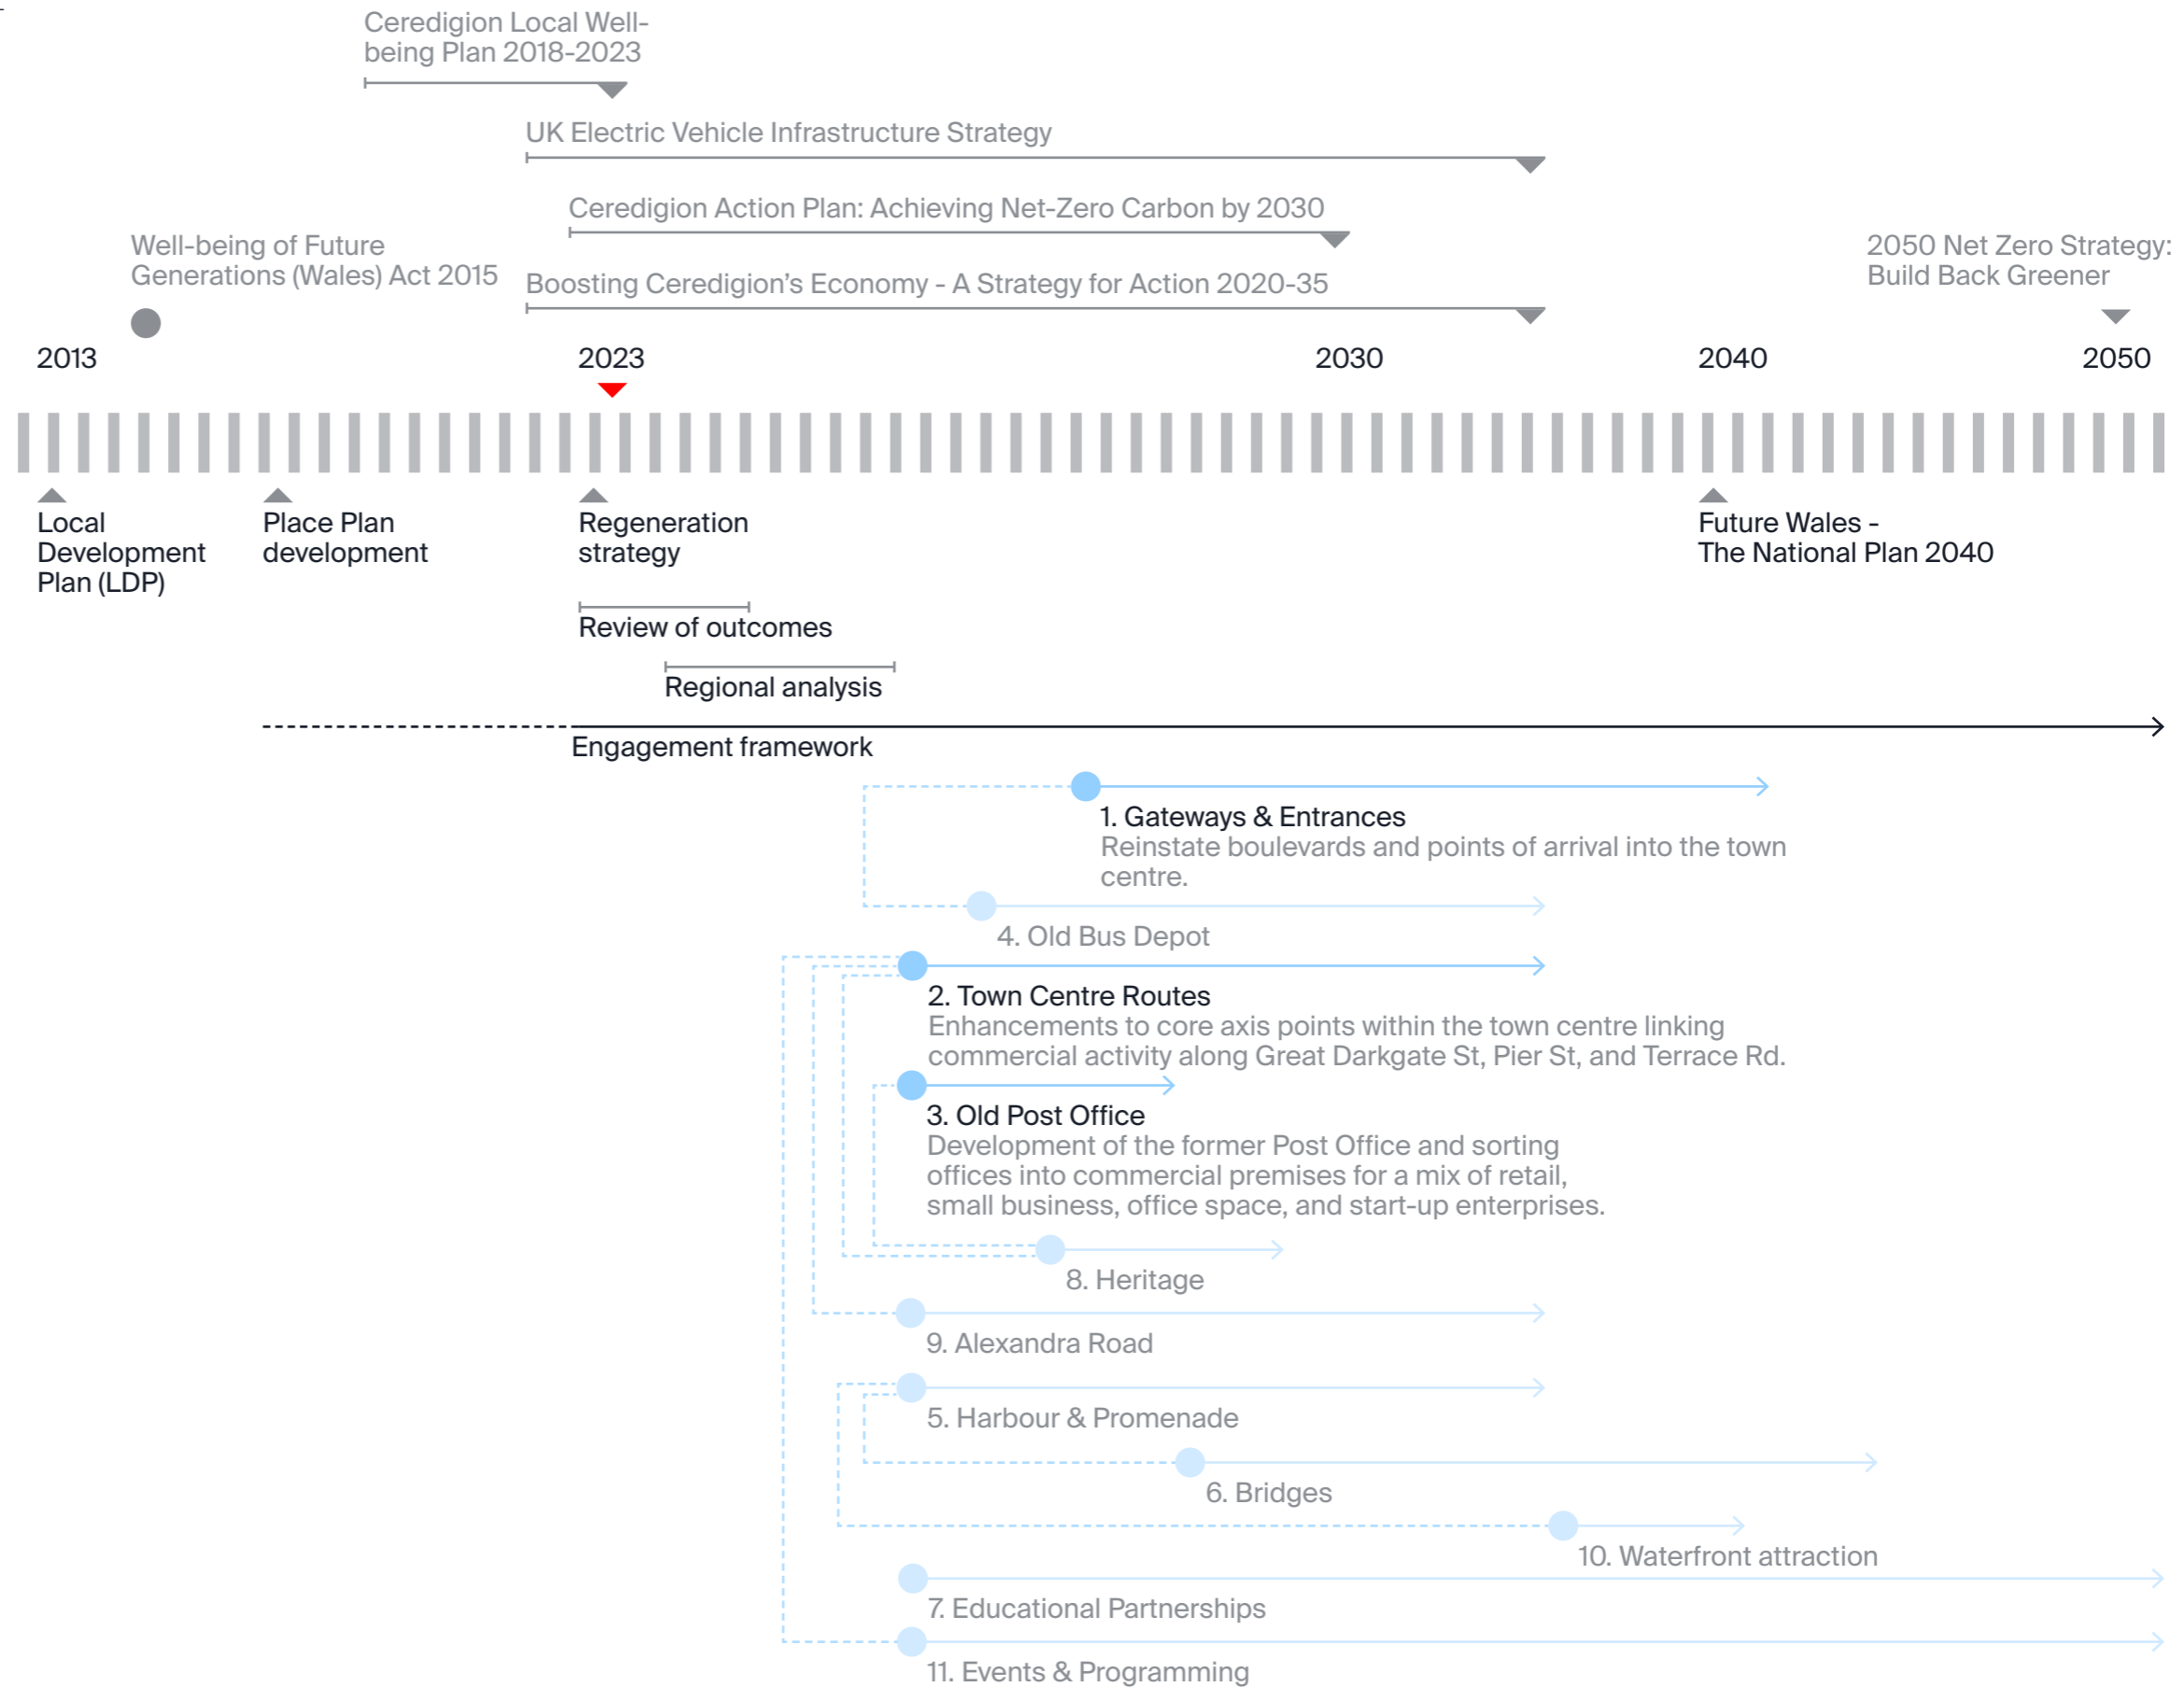 Ceredigion Local Well-
being Plan 2018-2023
UK Electric Vehicle Infrastructure Strategy
Ceredigion Action Plan: Achieving Net-Zero Carbon by 2030
Well-being of Future
Generations (Wales) Act 2015
Boosting Ceredigion's Economy - A Strategy for Action 2020-35
2050 Net Zero Strategy:
Build Back Greener
2013
2023
2030
2040
2050
Local
Development
Plan (LDP)
Place Plan
development
Regeneration
strategy
Future Wales -
The National Plan 2040
Review of outcomes
Regional analysis
Engagement framework
1. Gateways & Entrances
Reinstate boulevards and points of arrival into the town
centre.
4. Old Bus Depot
2. Town Centre Routes
Enhancements to core axis points within the town centre linking
commercial activity along Great Darkgate St, Pier St, and Terrace Rd.
3. Old Post Office
Development of the former Post Office and sorting
offices into commercial premises for a mix of retail,
small business, office space, and start-up enterprises.
8. Heritage
9. Alexandra Road
5. Harbour & Promenade
6. Bridges
10. Waterfront attraction
7. Educational Partnerships
11. Events & Programming